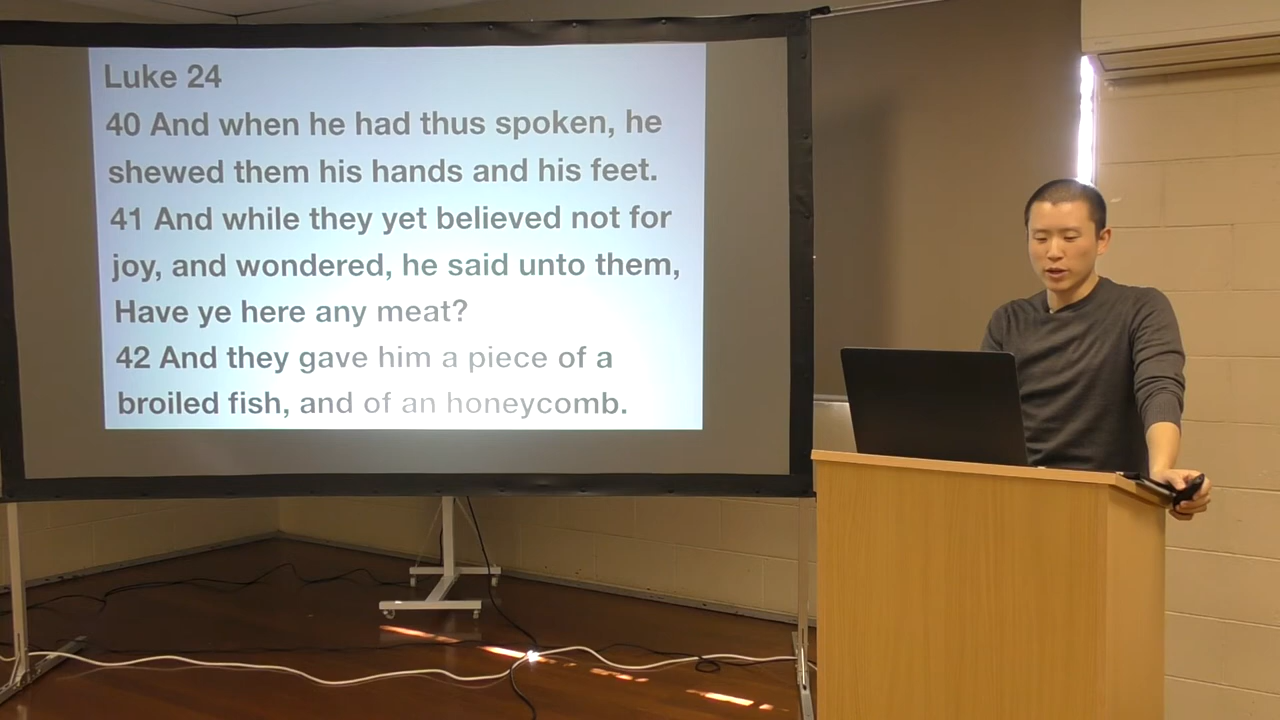 Luke 24
40 And when he had thus spoken, he
shewed them his hands and his feet.
41 And while they yet believed not for
joy, and wondered, he said unto them,
Have ye here any meat?
42 And they gave him a piece of a
broiled fish, and of an honeycomb.